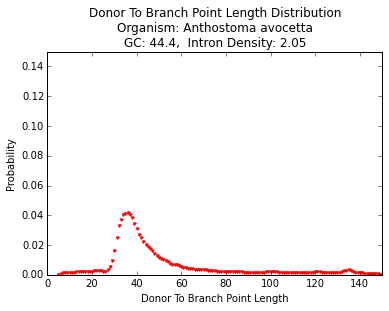 Donor To Branch Point Length Distribution
Organism: Anthostoma avocetta
GC: 44.4,  Intron Density: 2.05
0.14
0.12
0.10
0.08
0.06
0.04
0.02
0.00
Probability
0 20 40 60 80 100 120 140
Donor To Branch Point Length